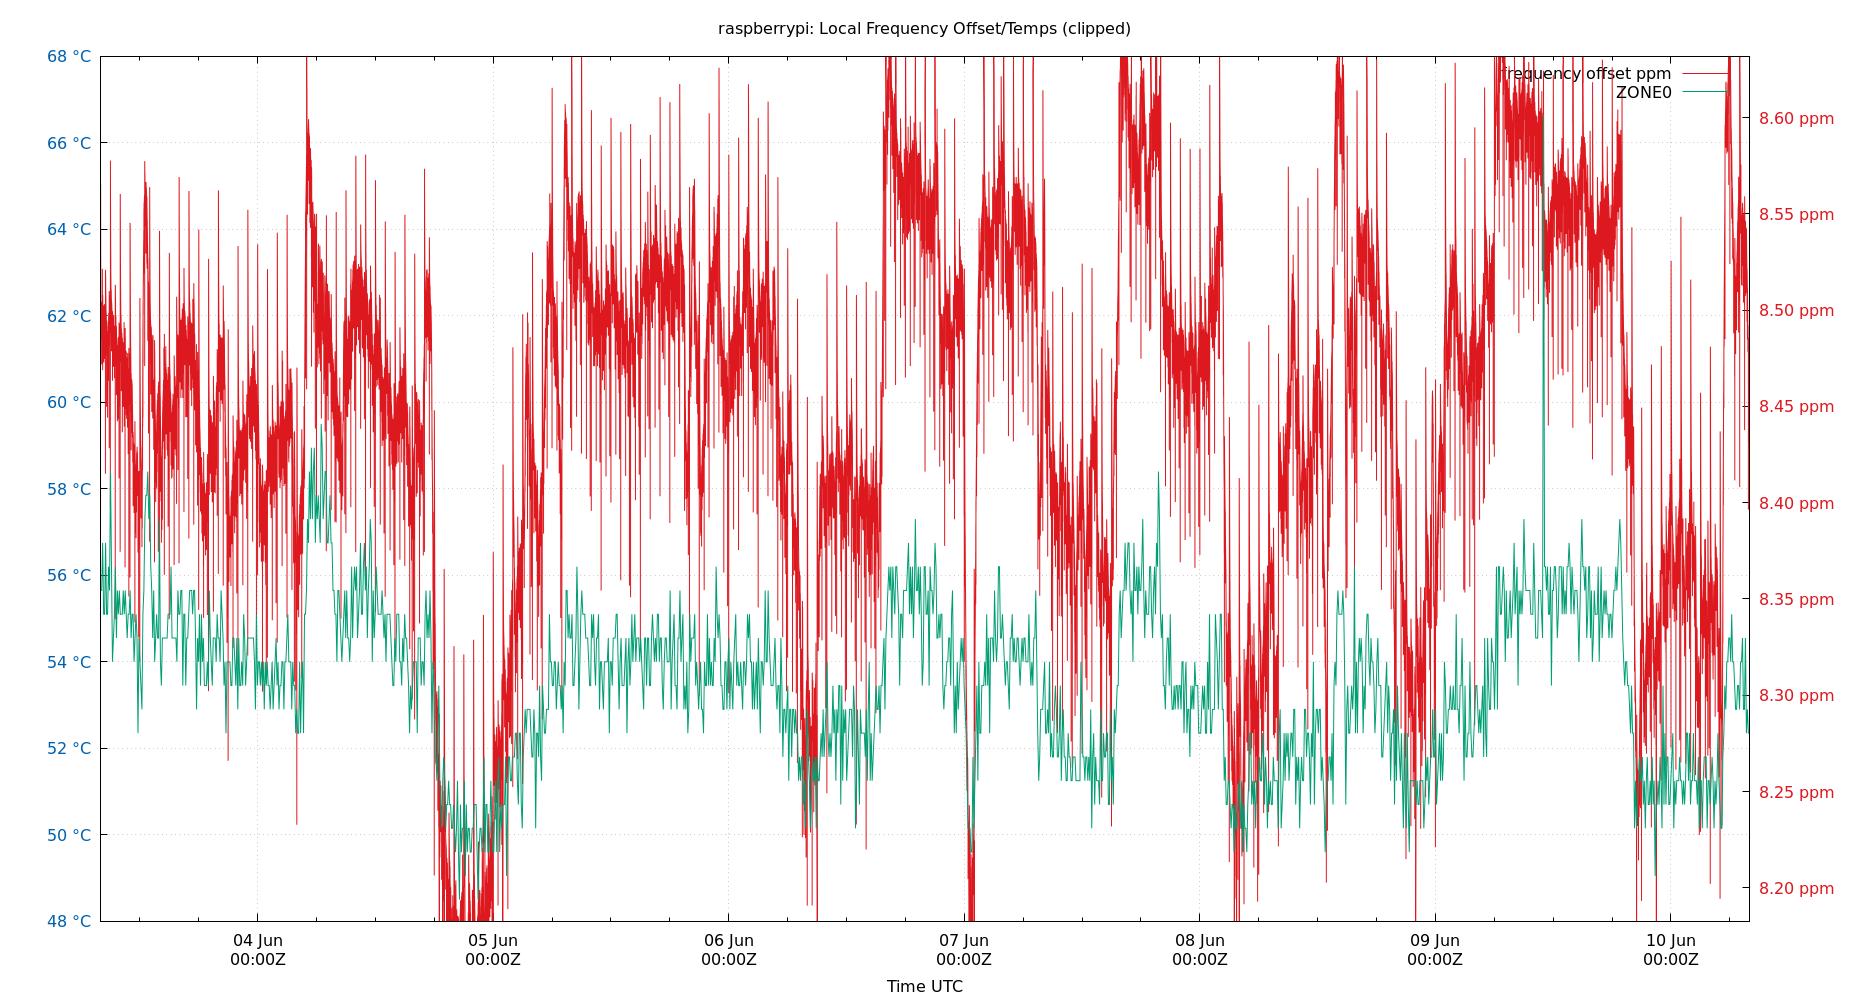 raspberrypi: Local Frequency Offset/Temps (clipped)
68 °C
66 °C
64 °C
62 °C
60 °C
58 °C
56 °C
54 °C
52 °C
50 °C
48 °C
frequency offset ppm
ZONE0
8.60 ppm
8.55 ppm
8.50 ppm
8.45 ppm
8.40 ppm
8.35 ppm
8.30 ppm
8.25 ppm
8.20 ppm
04 Jun
00:00Z
05 Jun
00:00Z
06 Jun
00:00Z
07 Jun
00:00Z
08 Jun
00:00Z
09 Jun
00:00Z
10 Jun
00:00Z
Time UTC